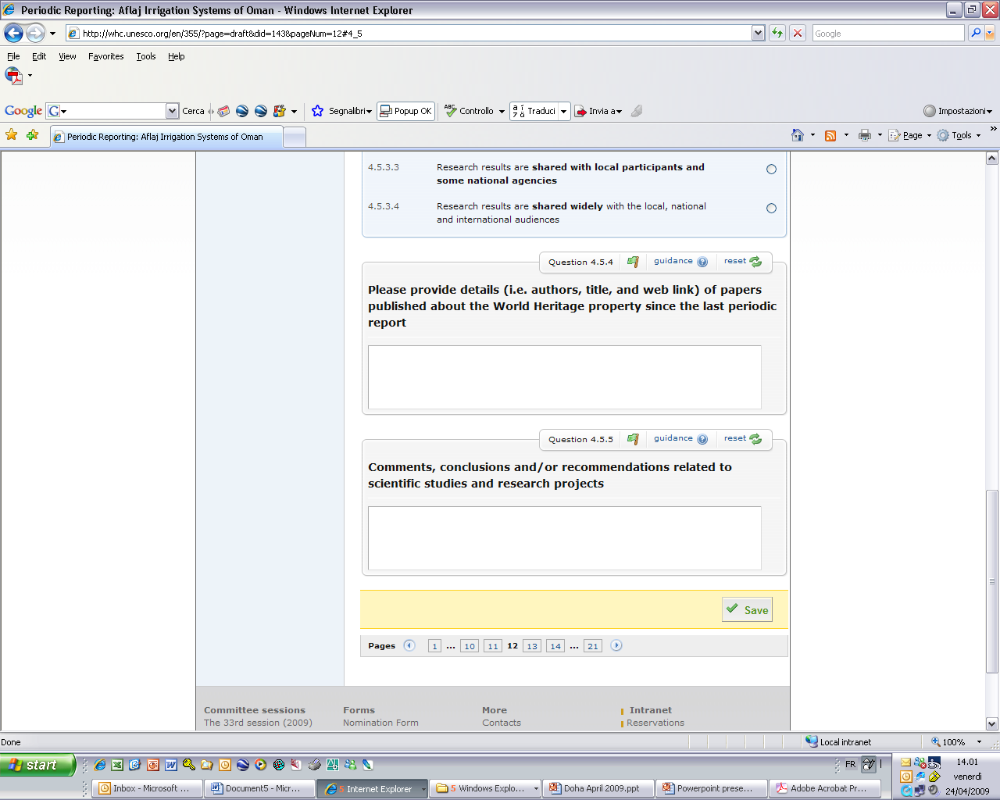 Periodic Reporting: Aflaj Irrigation Systems of Oman - Windows Internet Explorer
http://whc.unesco.org/en/355/?page=draft&did=143&pageNum=12#4_5
Google
File Edit View Favorites Tools Help
Google G Cerca Segnalibri Popup OK ABC Controllo Traduci Invia a Impostazioni
Periodic Reporting: Aflaj Irrigation Systems of Oman
Page Tools »
4.5.3.3 Research results are shared with local participants and
some national agencies
4.5.3.4 Research results are shared widely with the local, national
and international audiences
Question 4.5.4 guidance reset
Please provide details (i.e. authors, title, and web link) of papers
published about the World Heritage property since the last periodic
report
Question 4.5.5 guidance reset
Comments, conclusions and/or recommendations related to
scientific studies and research projects
Save
Pages 1 ... 10 11 12 13 14 ... 21
Committee sessions Forms More Intranet
The 33rd session (2009) Nomination Form Contacts Reservations
Done Local intranet 100%
start FR 14.01
venerdì
24/04/2009
Inbox - Microsoft ... Document5 - Micr... 5 Internet Explorer 5 Windows Explo... Doha April 2009.ppt Powerpoint prese... Adobe Acrobat Pr...